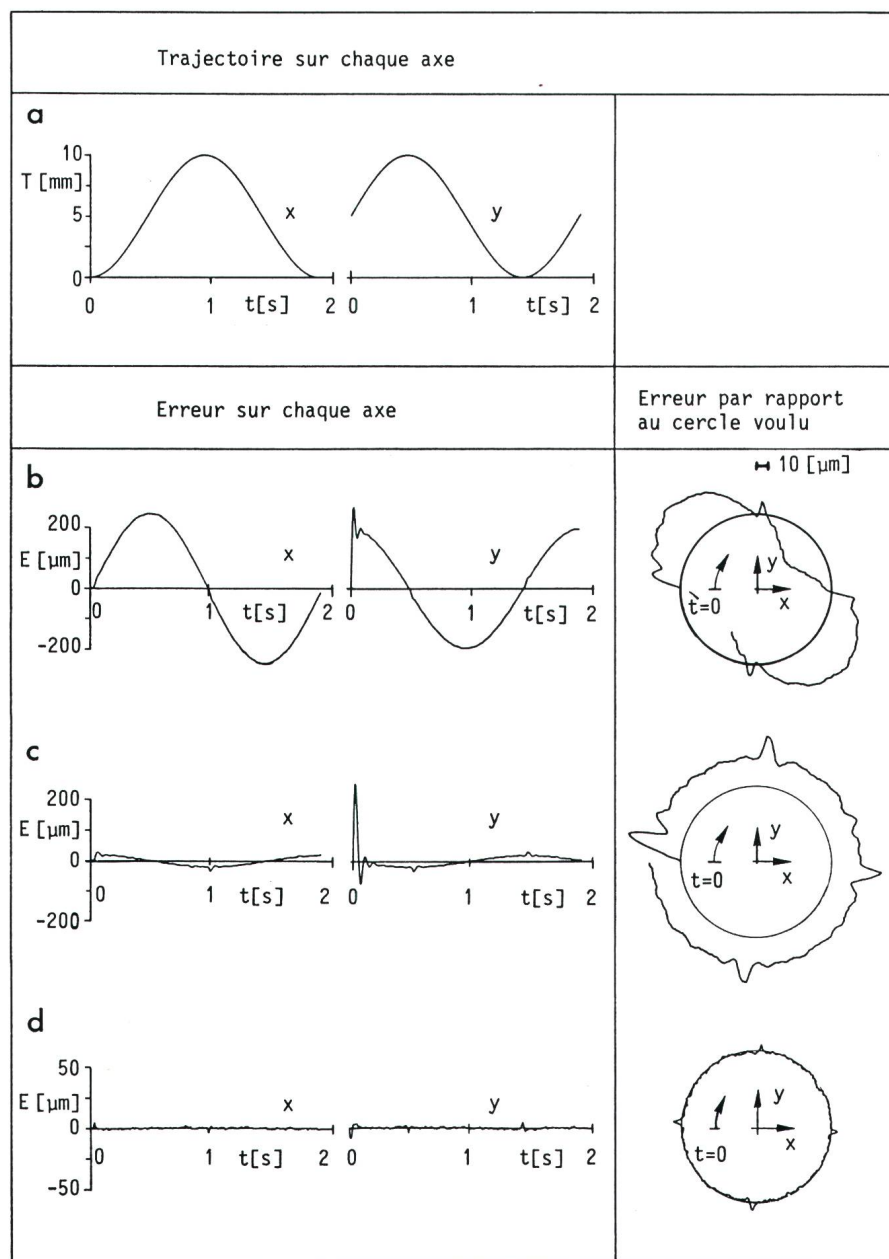 Trajectoire sur chaque axe
a
10
T [mm]
5
0
x
y
0 1 t[s] 2
0 1 t[s] 2
Erreur sur chaque axe
Erreur par rapport
au cercle voulu
b
10 [µm]
200
E [µm]
0
-200
x
y
0 1 t[s] 2
0 1 t[s] 2
y
t=0
x
c
200
E [µm]
0
-200
x
y
0 1 t[s] 2
0 1 t[s] 2
y
t=0
x
d
50
E [µm]
0
-50
x
y
0 1 t[s] 2
0 1 t[s] 2
y
t=0
x